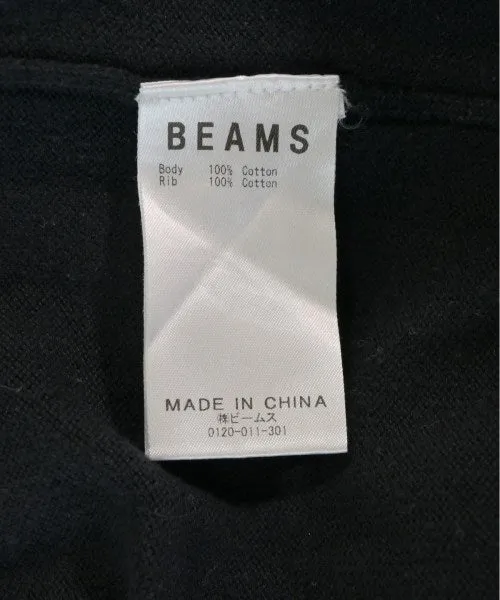 BEAMS
Body 100% Cotton
Rib 100% Cotton
MADE IN CHINA
㈱ビームス
0120-011-301